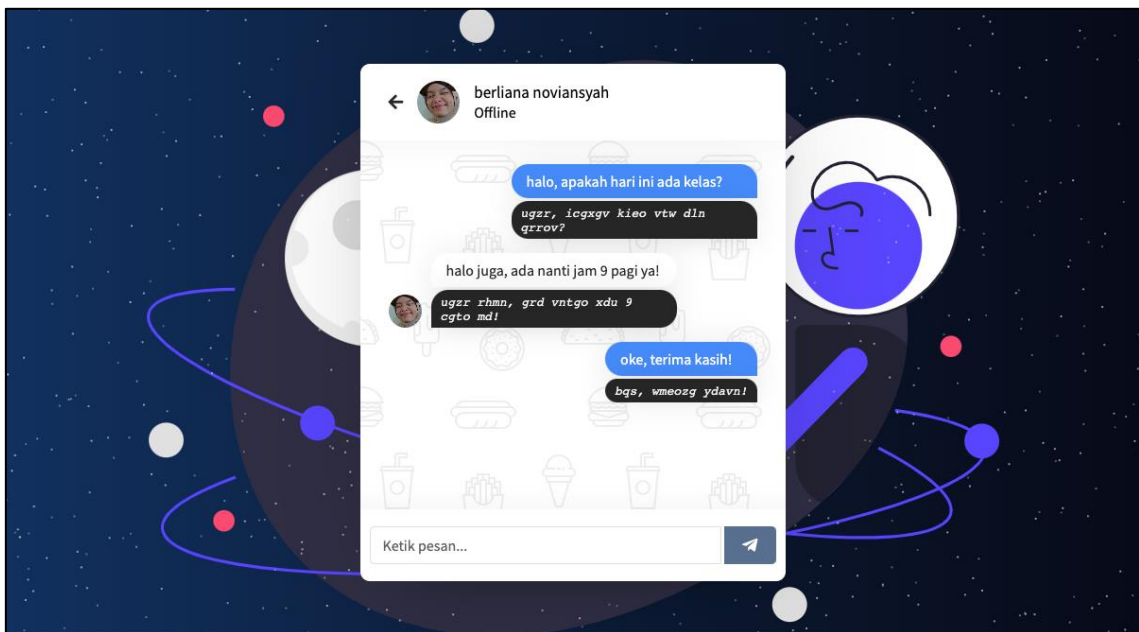 berliana noviansyah
Offline
halo, apakah hari ini ada kelas?
ugzr, icgxgv kieo vtw dln
qrrov?
halo juga, ada nanti jam 9 pagi ya!
ugzr rhmn, grd vntgo xdu 9
cgto md!
oke, terima kasih!
bqs, wmeozg ydavn!
Ketik pesan...